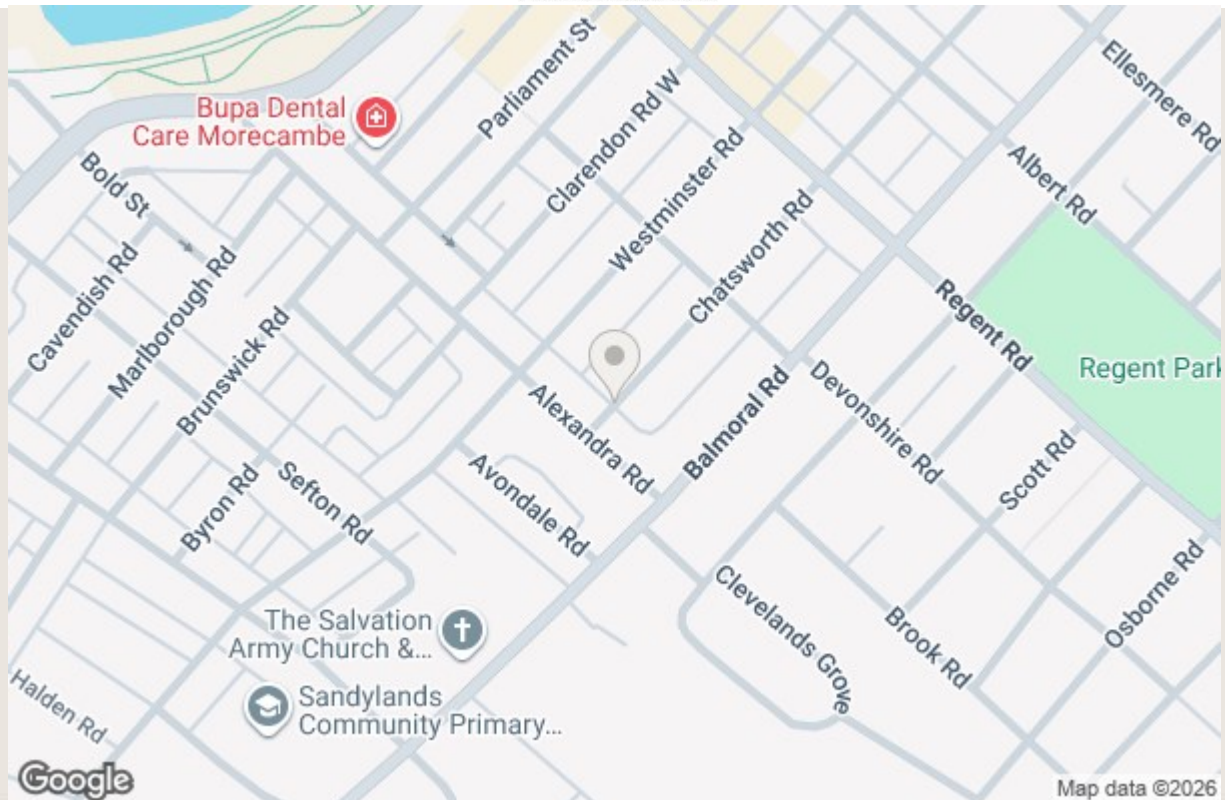 Parliament St
Ellesmere Rd
Bupa Dental
Care Morecambe
Clarendon Rd W
Albert Rd
Bold St
Westminster Rd
Chatsworth Rd
Cavendish Rd
Marlborough Rd
Brunswick Rd
Regent Rd
Regent Park
Alexandra Rd
Balmoral Rd
Devonshire Rd
Scott Rd
Avondale Rd
Sefton Rd
Byron Rd
Osborne Rd
Clevelands Grove
Brook Rd
The Salvation
Army Church &...
Sandylands
Community Primary...
Halden Rd
Google
Map data ©2026